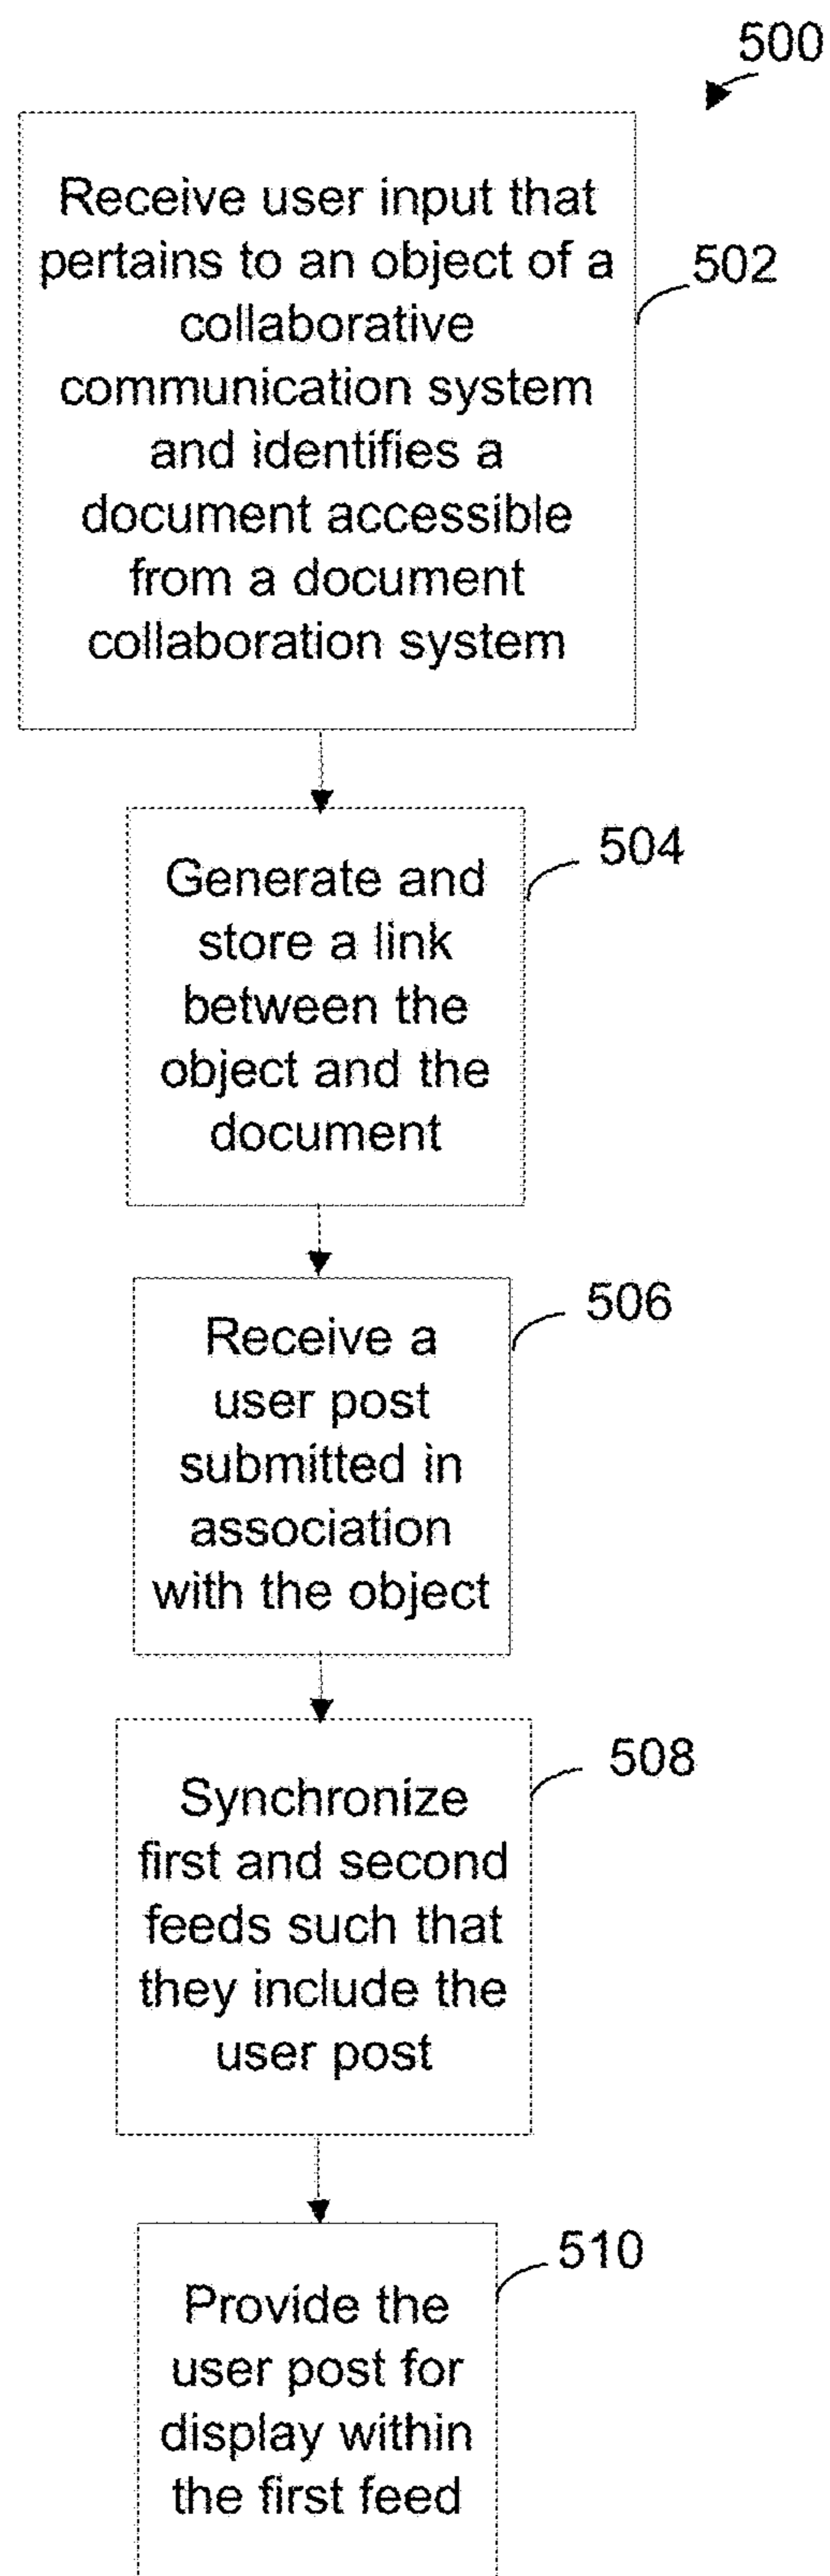 500
Receive user input that
pertains to an object of a
collaborative
communication system
and identifies a
document accessible
from a document
collaboration system
502
Generate and
store a link
between the
object and the
document
504
Receive a
user post
submitted in
association
with the object
506
Synchronize
first and second
feeds such that
they include the
user post
508
Provide the
user post for
display within
the first feed
510